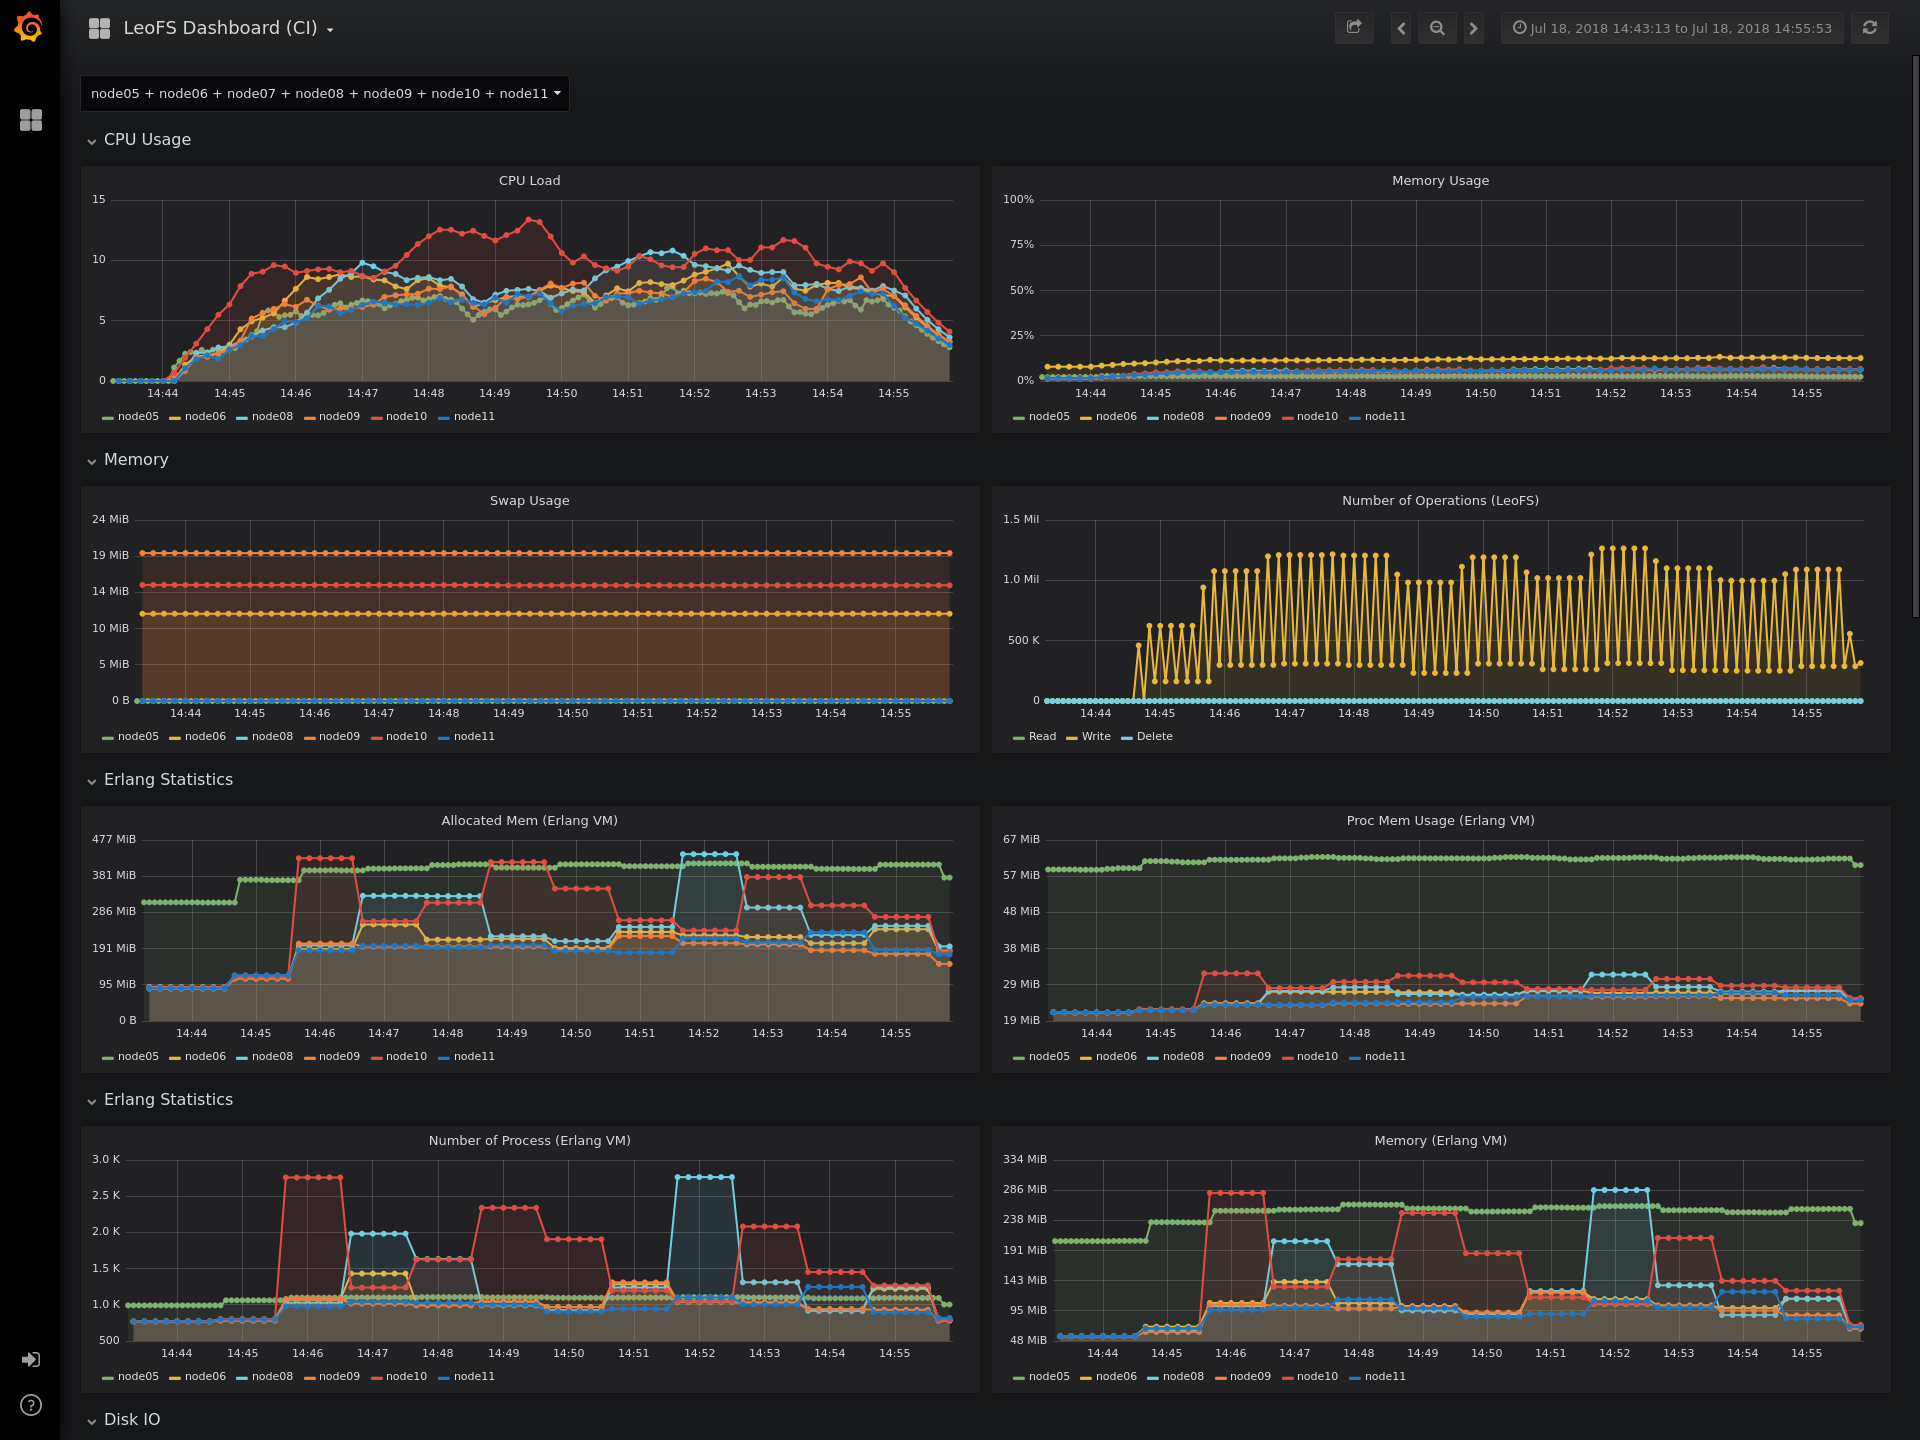 LeoFS Dashboard (CI)
Jul 18, 2018 14:43:13 to Jul 18, 2018 14:55:53
node05 + node06 + node07 + node08 + node09 + node10 + node11
CPU Usage
CPU Load
15
10
5
0
14:44 14:45 14:46 14:47 14:48 14:49 14:50 14:51 14:52 14:53 14:54 14:55
node05 node06 node08 node09 node10 node11
Memory Usage
100%
75%
50%
25%
0%
14:44 14:45 14:46 14:47 14:48 14:49 14:50 14:51 14:52 14:53 14:54 14:55
node05 node06 node08 node09 node10 node11
Memory
Swap Usage
24 MiB
19 MiB
14 MiB
10 MiB
5 MiB
0 B
14:44 14:45 14:46 14:47 14:48 14:49 14:50 14:51 14:52 14:53 14:54 14:55
node05 node06 node08 node09 node10 node11
Number of Operations (LeoFS)
1.5 Mil
1.0 Mil
500 K
0
14:44 14:45 14:46 14:47 14:48 14:49 14:50 14:51 14:52 14:53 14:54 14:55
Read Write Delete
Erlang Statistics
Allocated Mem (Erlang VM)
477 MiB
381 MiB
286 MiB
191 MiB
95 MiB
0 B
14:44 14:45 14:46 14:47 14:48 14:49 14:50 14:51 14:52 14:53 14:54 14:55
node05 node06 node08 node09 node10 node11
Proc Mem Usage (Erlang VM)
67 MiB
57 MiB
48 MiB
38 MiB
29 MiB
19 MiB
14:44 14:45 14:46 14:47 14:48 14:49 14:50 14:51 14:52 14:53 14:54 14:55
node05 node06 node08 node09 node10 node11
Erlang Statistics
Number of Process (Erlang VM)
3.0 K
2.5 K
2.0 K
1.5 K
1.0 K
500
14:44 14:45 14:46 14:47 14:48 14:49 14:50 14:51 14:52 14:53 14:54 14:55
node05 node06 node08 node09 node10 node11
Memory (Erlang VM)
334 MiB
286 MiB
238 MiB
191 MiB
143 MiB
95 MiB
48 MiB
14:44 14:45 14:46 14:47 14:48 14:49 14:50 14:51 14:52 14:53 14:54 14:55
node05 node06 node08 node09 node10 node11
Disk IO